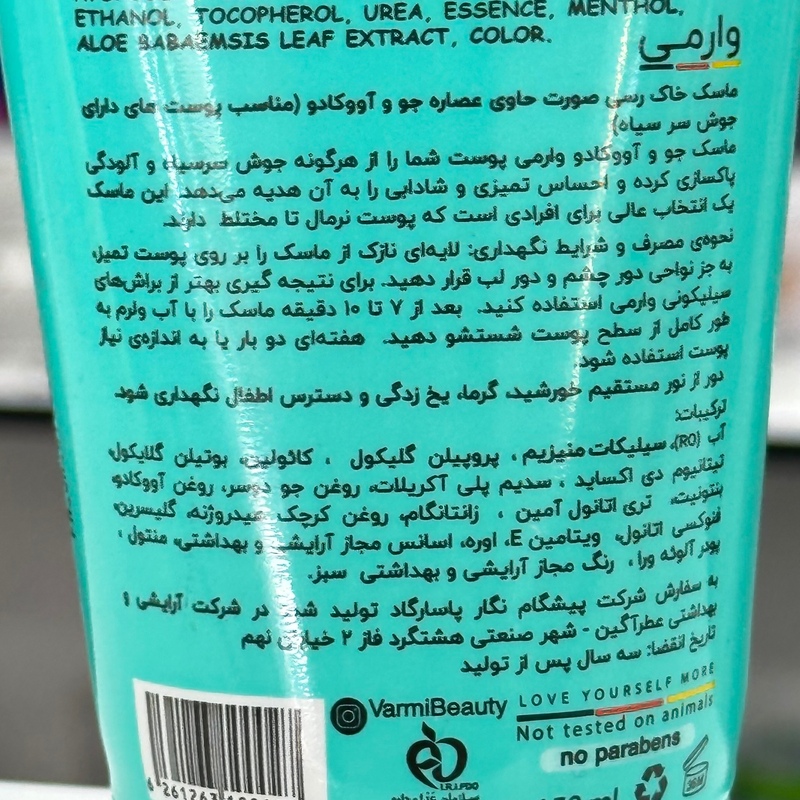 ETHANOL, TOCOPHEROL, UREA, ESSENCE, MENTHOL,
ALOE BABAEMSIS LEAF EXTRACT, COLOR.
وارمی
ماسک خاک رسی صورت حاوی عصاره جو و آووکادو (مناسب پوست های دارای
جوش سر سیاه)
ماسک جو و آووکادو وارمی پوست شما را از هرگونه جوش سرسیاه و آلودگی
پاکسازی کرده و احساس تمیزی و شادابی را به آن هدیه می‌دهد. این ماسک
یک انتخاب عالی برای افرادی است که پوست نرمال تا مختلط دارند.
نحوه‌ی مصرف و شرایط نگهداری: لایه‌ای نازک از ماسک را بر روی پوست تمیز،
به جز نواحی دور چشم و دور لب قرار دهید. برای نتیجه گیری بهتر از براش‌های
سیلیکونی وارمی استفاده کنید. بعد از ۷ تا ۱۰ دقیقه ماسک را با آب ولرم به
طور کامل از سطح پوست شستشو دهید. هفته‌ای دو بار یا به اندازه‌ی نیاز
پوست استفاده شود.
دور از نور مستقیم خورشید، گرما، یخ زدگی و دسترس اطفال نگهداری شود.
ترکیبات:
آب (RO)، سیلیکات منیزیم، پروپیلن گلیکول، کائولین، بوتیلن گلایکول،
تیتانیوم دی اکساید، سدیم پلی آکریلات، روغن جو دوسر، روغن آووکادو،
بنتونیت، تری اتانول آمین، زانتانگام، روغن کرچک هیدروژنه، گلیسرین،
فنوکسی اتانول، ویتامین E، اوره، اسانس مجاز آرایشی و بهداشتی، منتول،
پودر آلوئه ورا، رنگ مجاز آرایشی و بهداشتی سبز.
به سفارش شرکت پیشگام نگار پاسارگاد تولید شده در شرکت آرایشی و
بهداشتی عطرآگین - شهر صنعتی هشتگرد فاز ۲ خیابان نهم
تاریخ انقضا: سه سال پس از تولید
VarmiBeauty
LOVE YOURSELF MORE
Not tested on animals
no parabens
I.R.I.FDO
36M
ml
6 261263